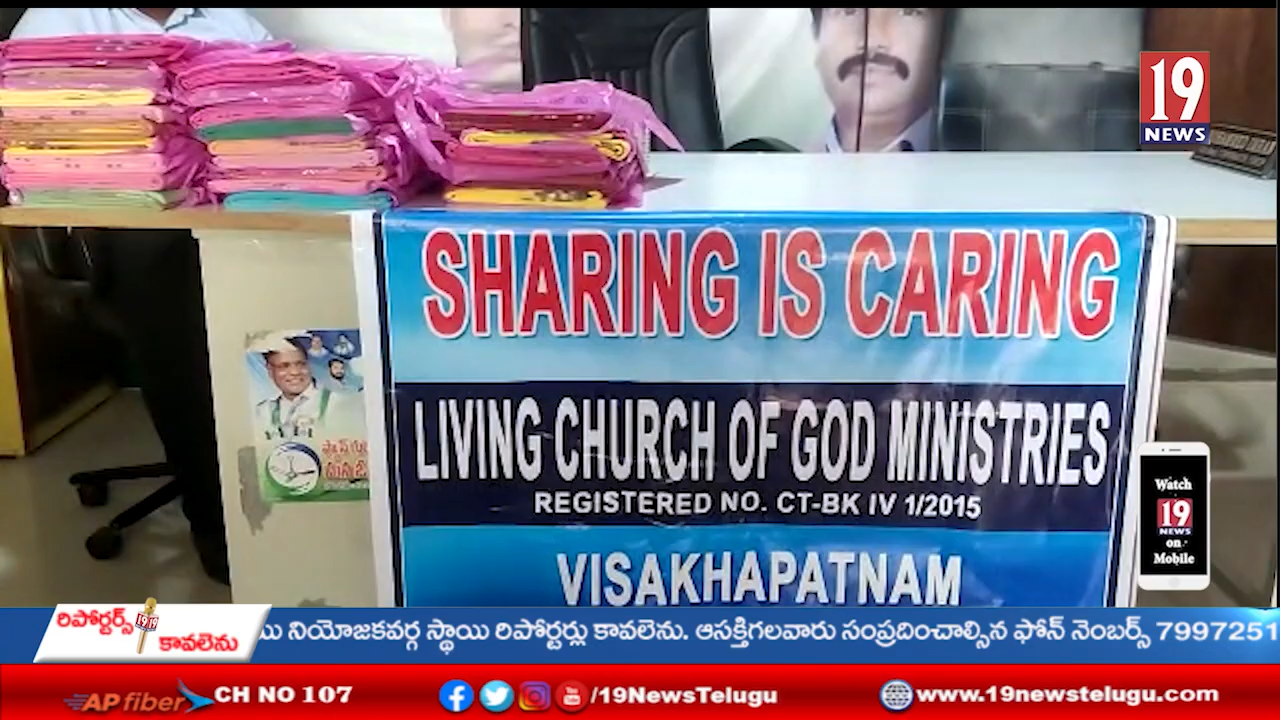 19
NEWS
SHARING IS CARING
LIVING CHURCH OF GOD MINISTRIES
REGISTERED NO. CT-BK IV 1/2015
VISAKHAPATNAM
Watch
19
NEWS
on
Mobile
రిపోర్టర్స్
కావలెను
నియోజకవర్గ స్థాయి రిపోర్టర్లు కావలెను. ఆసక్తిగలవారు సంప్రదించాల్సిన ఫోన్ నెంబర్స్ 7997251
AP fiber CH NO 107
/19NewsTelugu
www.19newstelugu.com